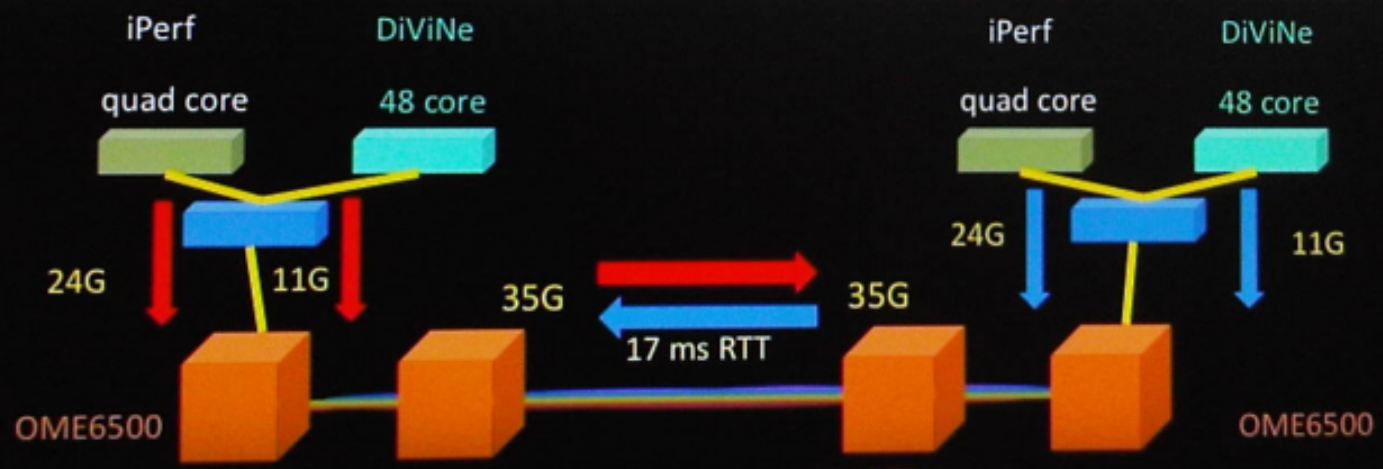 iPerf
DiViNe
iPerf
DiViNe
quad core
48 core
quad core
48 core
24G
11G
24G
11G
35G
35G
17 ms RTT
OME6500
OME6500